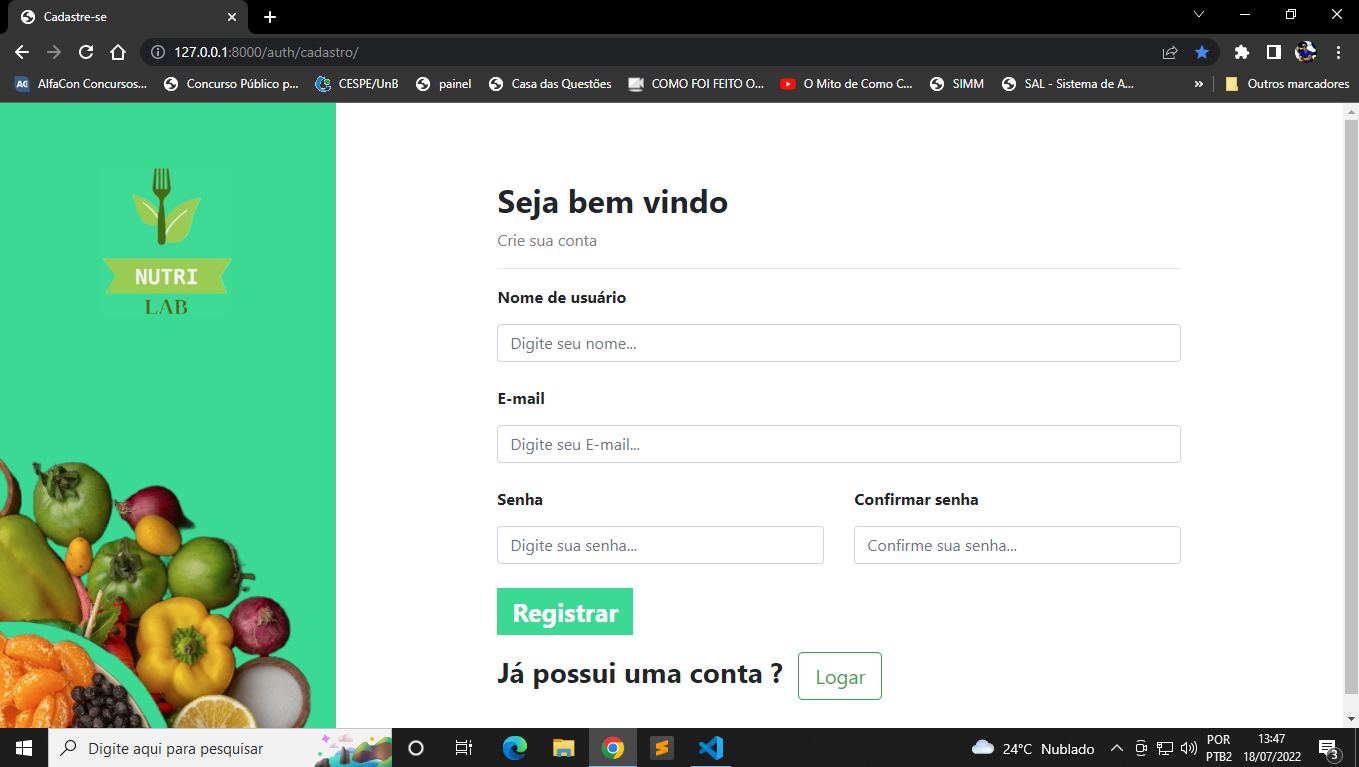 Cadastre-se
127.0.0.1:8000/auth/cadastro/
AlfaCon Concursos...
Concurso Público p...
CESPE/UnB
painel
Casa das Questões
COMO FOI FEITO O...
O Mito de Como C...
SIMM
SAL - Sistema de A...
»
Outros marcadores
NUTRI
LAB
Seja bem vindo
Crie sua conta
Nome de usuário
Digite seu nome...
E-mail
Digite seu E-mail...
Senha
Confirmar senha
Digite sua senha...
Confirme sua senha...
Registrar
Já possui uma conta ?
Logar
Digite aqui para pesquisar
24°C Nublado
POR
PTB2
13:47
18/07/2022
3